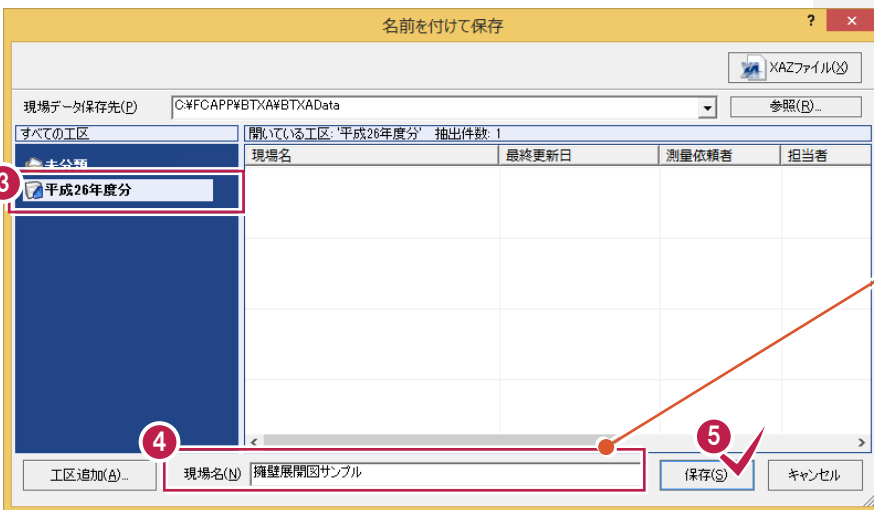 名前を付けて保存
? ×
XAZファイル(X)
現場データ保存先(P) C:¥FCAPP¥BTXA¥BTXAData 参照(R)...
すべての工区 開いている工区: '平成26年度分' 抽出件数: 1
現場名 最終更新日 測量依頼者 担当者
未分類
3 平成26年度分
4 5
工区追加(A)... 現場名(N) 擁壁展開図サンプル 保存(S) キャンセル